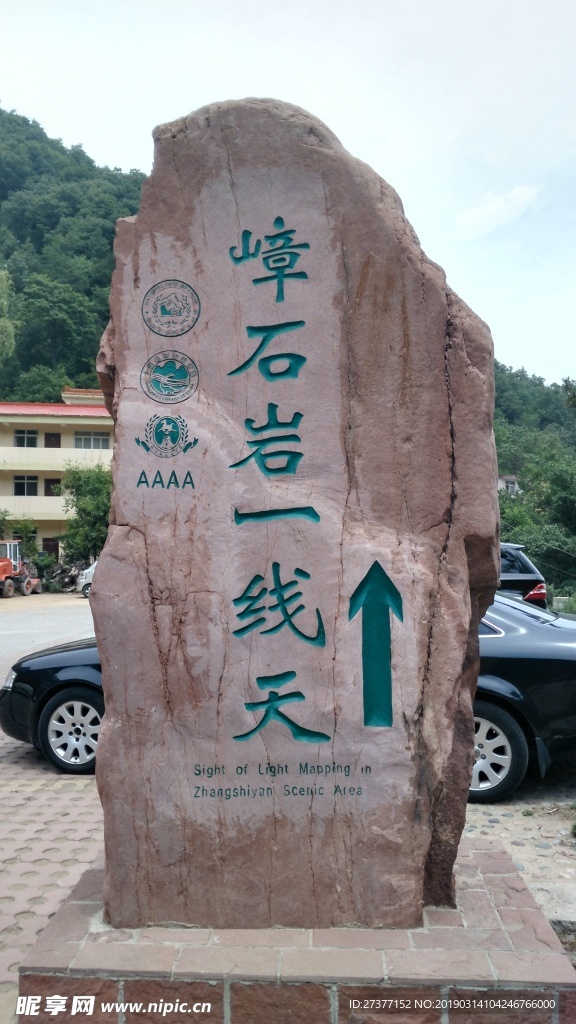 嶂石岩一线天
AAAA
Sight of Light Mapping in
Zhangshiyan Scenic Area
昵享网 www.nipic.cn
ID:27377152 NO:20190314104246766000